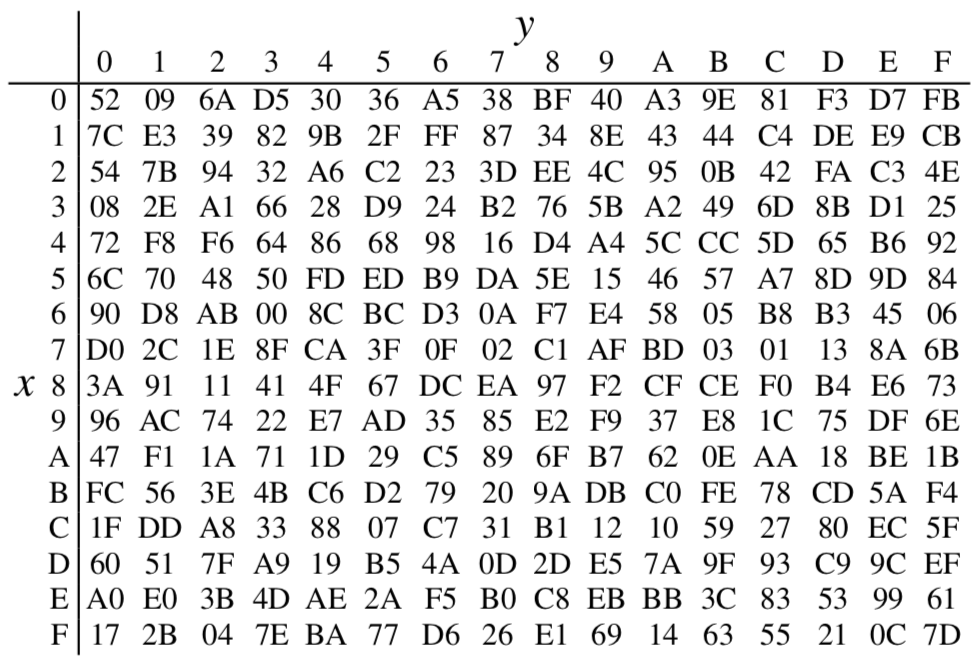 y
0 1 2 3 4 5 6 7 8 9 A B C D E F
0 52 09 6A D5 30 36 A5 38 BF 40 A3 9E 81 F3 D7 FB
1 7C E3 39 82 9B 2F FF 87 34 8E 43 44 C4 DE E9 CB
2 54 7B 94 32 A6 C2 23 3D EE 4C 95 0B 42 FA C3 4E
3 08 2E A1 66 28 D9 24 B2 76 5B A2 49 6D 8B D1 25
4 72 F8 F6 64 86 68 98 16 D4 A4 5C CC 5D 65 B6 92
5 6C 70 48 50 FD ED B9 DA 5E 15 46 57 A7 8D 9D 84
6 90 D8 AB 00 8C BC D3 0A F7 E4 58 05 B8 B3 45 06
7 D0 2C 1E 8F CA 3F 0F 02 C1 AF BD 03 01 13 8A 6B
x 8 3A 91 11 41 4F 67 DC EA 97 F2 CF CE F0 B4 E6 73
9 96 AC 74 22 E7 AD 35 85 E2 F9 37 E8 1C 75 DF 6E
A 47 F1 1A 71 1D 29 C5 89 6F B7 62 0E AA 18 BE 1B
B FC 56 3E 4B C6 D2 79 20 9A DB C0 FE 78 CD 5A F4
C 1F DD A8 33 88 07 C7 31 B1 12 10 59 27 80 EC 5F
D 60 51 7F A9 19 B5 4A 0D 2D E5 7A 9F 93 C9 9C EF
E A0 E0 3B 4D AE 2A F5 B0 C8 EB BB 3C 83 53 99 61
F 17 2B 04 7E BA 77 D6 26 E1 69 14 63 55 21 0C 7D